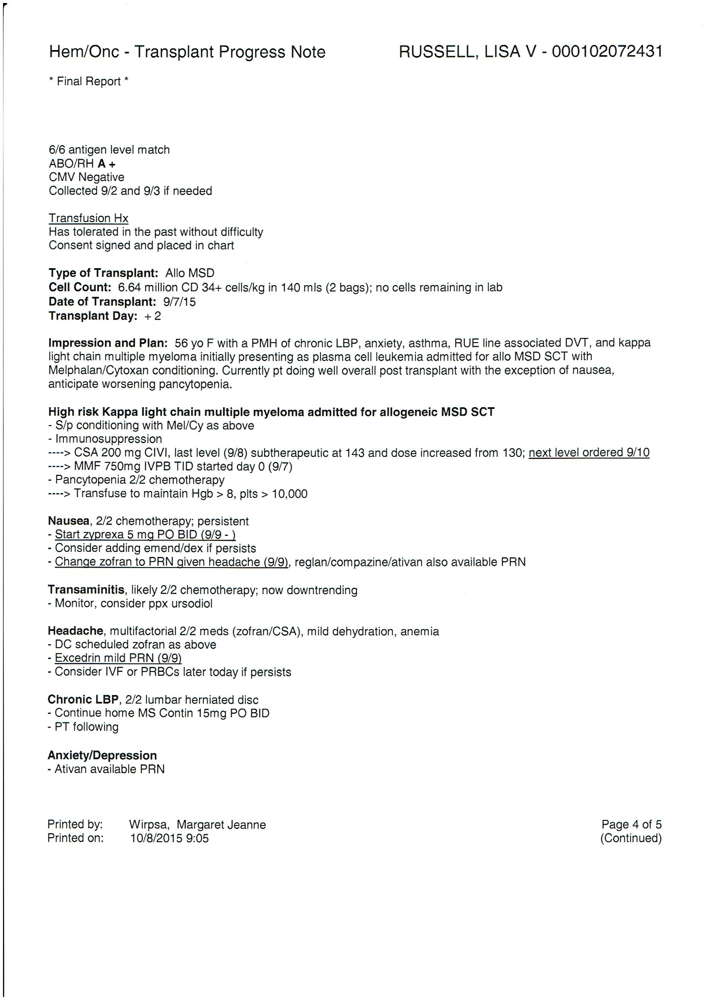 Hem/Onc - Transplant Progress Note RUSSELL, LISA V - 000102072431
* Final Report *
6/6 antigen level match
ABO/RH A +
CMV Negative
Collected 9/2 and 9/3 if needed
Transfusion Hx
Has tolerated in the past without difficulty
Consent signed and placed in chart
Type of Transplant: Allo MSD
Cell Count: 6.64 million CD 34+ cells/kg in 140 mls (2 bags); no cells remaining in lab
Date of Transplant: 9/7/15
Transplant Day: + 2
Impression and Plan: 56 yo F with a PMH of chronic LBP, anxiety, asthma, RUE line associated DVT, and kappa
light chain multiple myeloma initially presenting as plasma cell leukemia admitted for allo MSD SCT with
Melphalan/Cytoxan conditioning. Currently pt doing well overall post transplant with the exception of nausea,
anticipate worsening pancytopenia.
High risk Kappa light chain multiple myeloma admitted for allogeneic MSD SCT
- S/p conditioning with Mel/Cy as above
- Immunosuppression
----> CSA 200 mg CIVI, last level (9/8) subtherapeutic at 143 and dose increased from 130; next level ordered 9/10
----> MMF 750mg IVPB TID started day 0 (9/7)
- Pancytopenia 2/2 chemotherapy
----> Transfuse to maintain Hgb > 8, plts > 10,000
Nausea, 2/2 chemotherapy; persistent
- Start zyprexa 5 mg PO BID (9/9 - )
- Consider adding emend/dex if persists
- Change zofran to PRN given headache (9/9), reglan/compazine/ativan also available PRN
Transaminitis, likely 2/2 chemotherapy; now downtrending
- Monitor, consider ppx ursodiol
Headache, multifactorial 2/2 meds (zofran/CSA), mild dehydration, anemia
- DC scheduled zofran as above
- Excedrin mild PRN (9/9)
- Consider IVF or PRBCs later today if persists
Chronic LBP, 2/2 lumbar herniated disc
- Continue home MS Contin 15mg PO BID
- PT following
Anxiety/Depression
- Ativan available PRN
Printed by: Wirpsa, Margaret Jeanne Page 4 of 5
Printed on: 10/8/2015 9:05 (Continued)